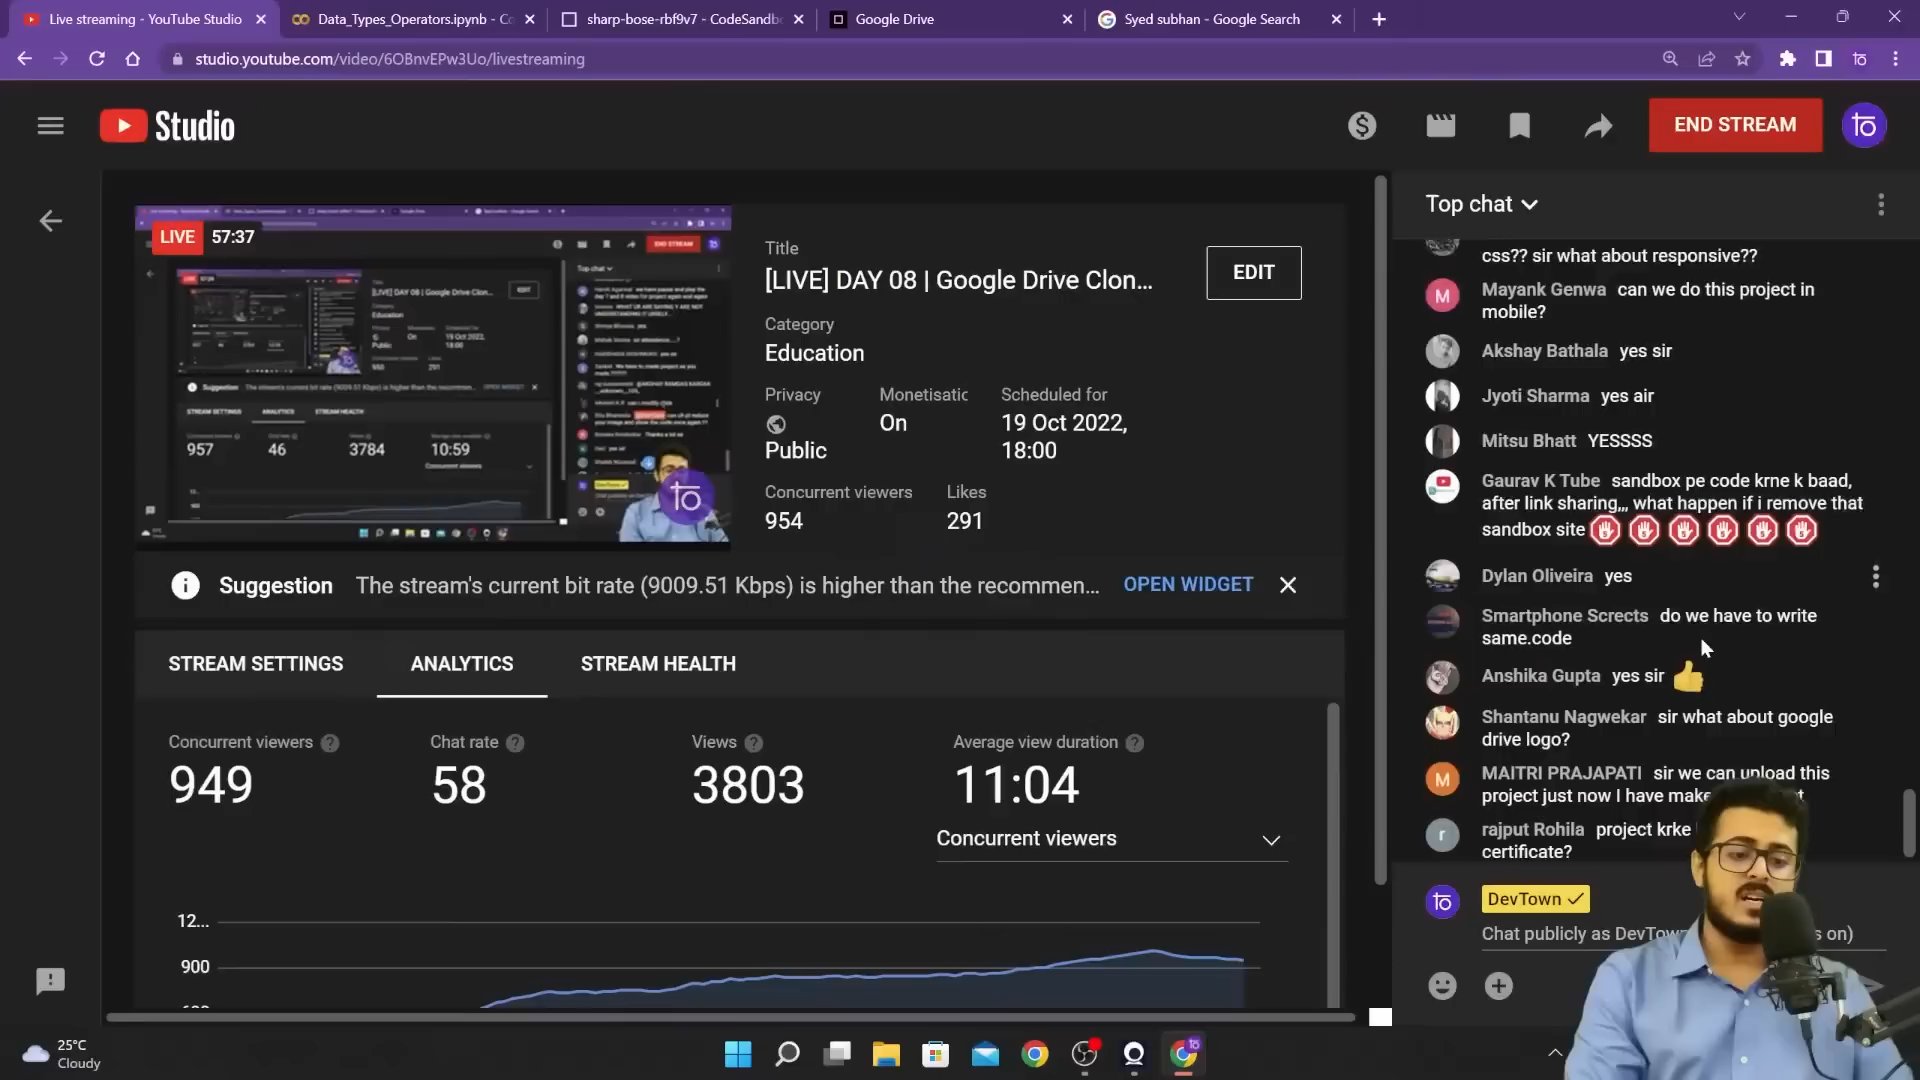 Live streaming - YouTube Studio
Data_Types_Operators.ipynb - Co
sharp-bose-rbf9v7 - CodeSandbo
Google Drive
Syed subhan - Google Search
studio.youtube.com/video/6OBnvEPw3Uo/livestreaming
Studio
END STREAM
LIVE 57:37
Title
[LIVE] DAY 08 | Google Drive Clon...
EDIT
Category
Education
Privacy
Monetisatic
Scheduled for
Public
On
19 Oct 2022,
18:00
Concurrent viewers
Likes
954
291
957
46
3784
10:59
Suggestion
The stream's current bit rate (9009.51 Kbps) is higher than the recommen...
OPEN WIDGET
STREAM SETTINGS
ANALYTICS
STREAM HEALTH
Concurrent viewers
Chat rate
Views
Average view duration
949
58
3803
11:04
Concurrent viewers
12...
900
Top chat
css?? sir what about responsive??
Mayank Genwa can we do this project in
mobile?
Akshay Bathala yes sir
Jyoti Sharma yes air
Mitsu Bhatt YESSSS
Gaurav K Tube sandbox pe code krne k baad,
after link sharing,,, what happen if i remove that
sandbox site
Dylan Oliveira yes
Smartphone Screcte do we have to write
same.code
Anshika Gupta yes sir
Shantanu Nagwekar sir what about google
drive logo?
MAITRI PRAJAPATI sir we can upload this
project just now I have make
rajput Rohila project krke
certificate?
DevTown
Chat publicly as DevTown
s on)
25°C
Cloudy